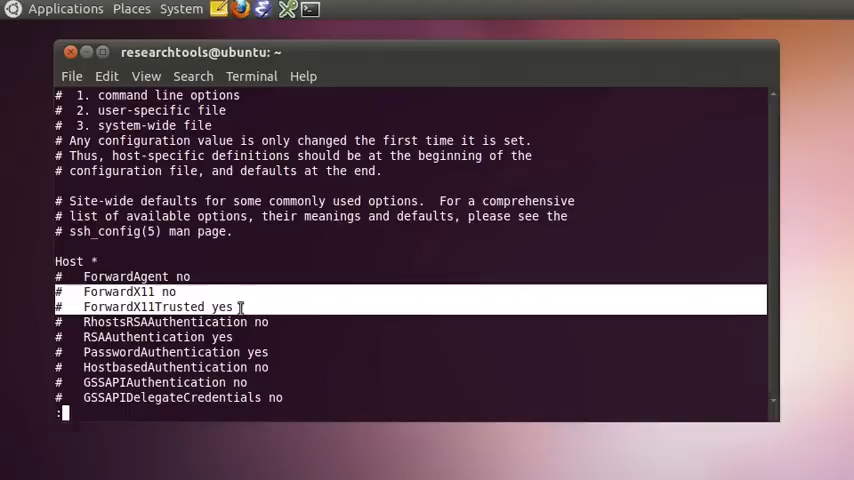 Applications Places System
researchtools@ubuntu: ~
File Edit View Search Terminal Help
#  1. command line options
#  2. user-specific file
#  3. system-wide file
# Any configuration value is only changed the first time it is set.
# Thus, host-specific definitions should be at the beginning of the
# configuration file, and defaults at the end.
# Site-wide defaults for some commonly used options.  For a comprehensive
# list of available options, their meanings and defaults, please see the
# ssh_config(5) man page.
Host *
#   ForwardAgent no
#   ForwardX11 no
#   ForwardX11Trusted yes
#   RhostsRSAAuthentication no
#   RSAAuthentication yes
#   PasswordAuthentication yes
#   HostbasedAuthentication no
#   GSSAPIAuthentication no
#   GSSAPIDelegateCredentials no
: